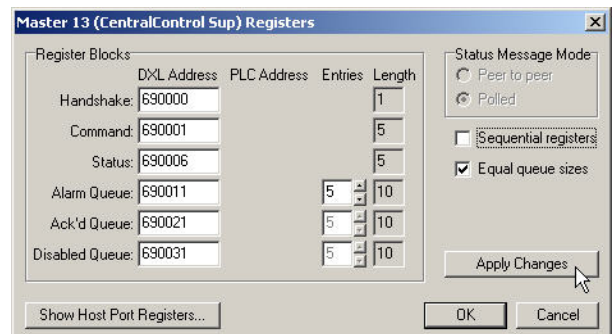 Master 13 (CentralControl Sup) Registers
Register Blocks
DXL Address PLC Address Entries Length
Handshake: 690000 1
Command: 690001 5
Status: 690006 5
Alarm Queue: 690011 5 10
Ack'd Queue: 690021 5 10
Disabled Queue: 690031 5 10
Status Message Mode
Peer to peer
Polled
Sequential registers
Equal queue sizes
Apply Changes
Show Host Port Registers...
OK
Cancel